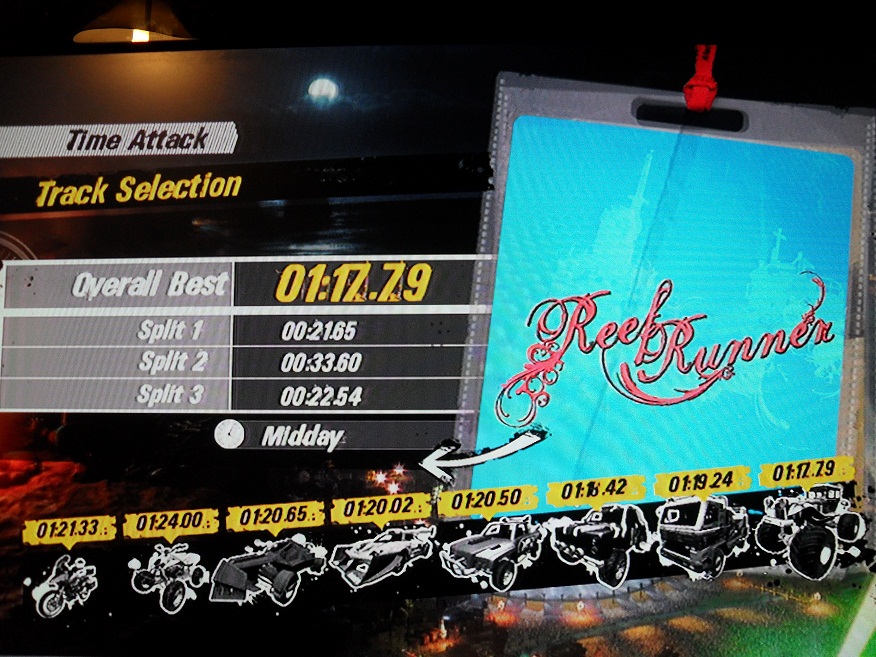 Time Attack
Track Selection
Overall Best 01:17.79
Split 1 00:21.65
Split 2 00:33.60
Split 3 00:22.54
Midday
Reef Runner
01:21.33 01:24.00 01:20.65 01:20.02 01:20.50 01:18.42 01:19.24 01:17.79